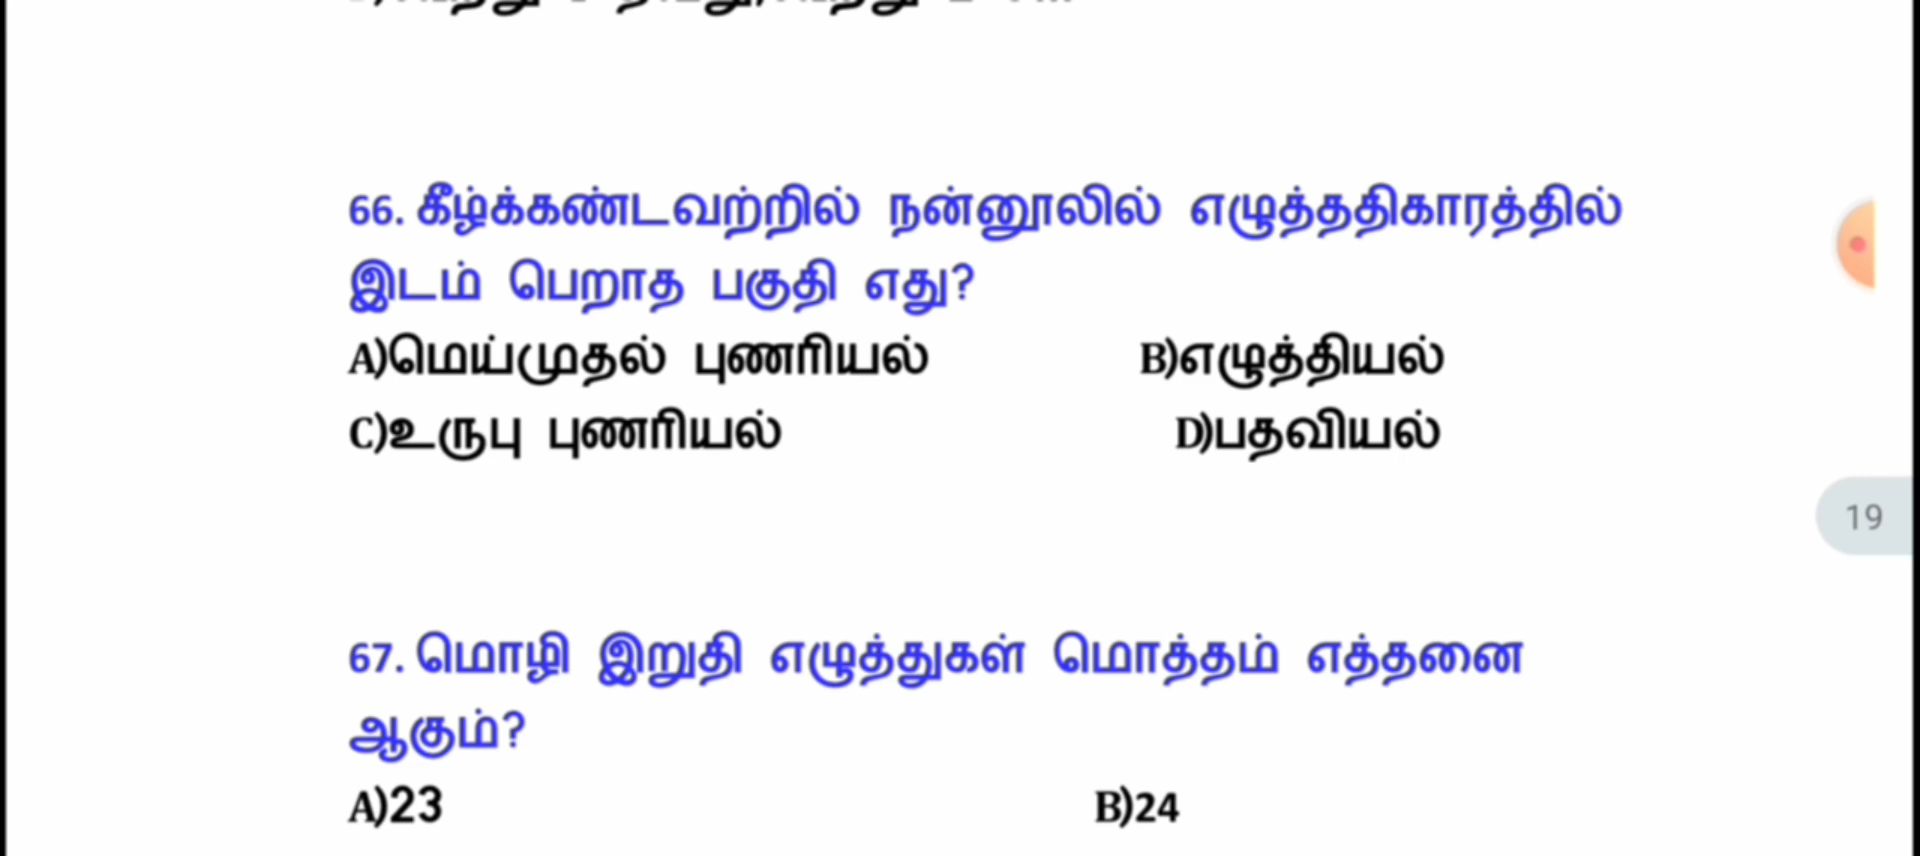 66. கீழ்க்கண்டவற்றில் நன்னூலில் எழுத்ததிகாரத்தில்
இடம் பெறாத பகுதி எது?
A)மெய்முதல் புணரியல் B)எழுத்தியல்
C)உருபு புணரியல் D)பதவியல்
19
67. மொழி இறுதி எழுத்துகள் மொத்தம் எத்தனை
ஆகும்?
A)23 B)24